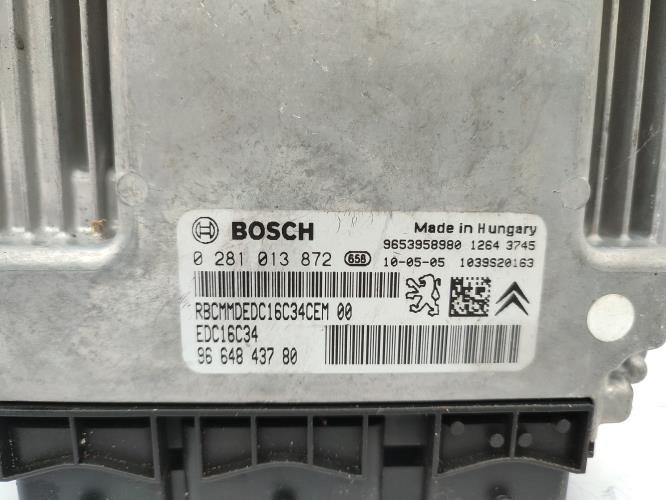 BOSCH
Made in Hungary
9653958980 1264 3745
0 281 013 872 658 10-05-05 1039S20163
RBCMMDEDC16C34CEM 00
EDC16C34
96 648 437 80